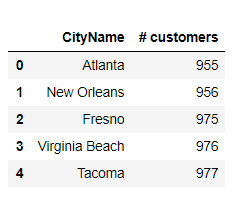 CityName # customers
0 Atlanta 955
1 New Orleans 956
2 Fresno 975
3 Virginia Beach 976
4 Tacoma 977